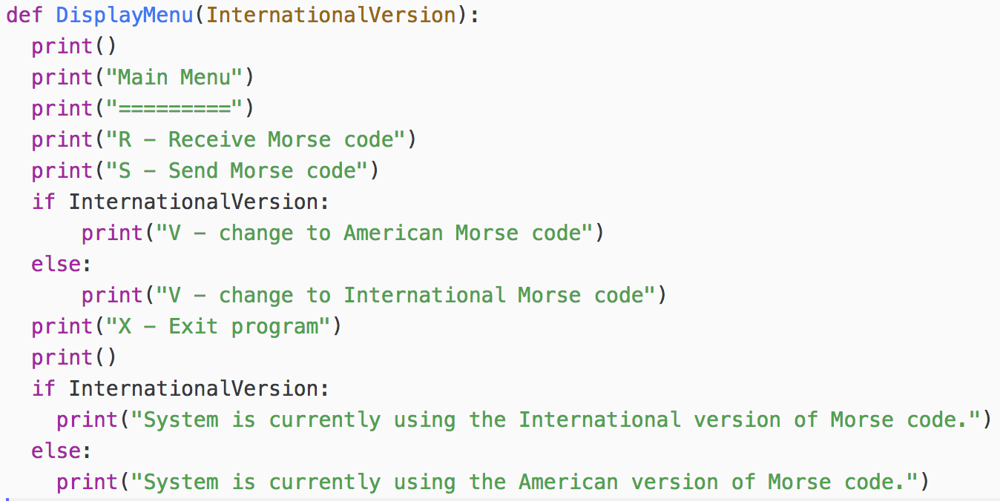 def DisplayMenu(InternationalVersion):
  print()
  print("Main Menu")
  print("=========")
  print("R - Receive Morse code")
  print("S - Send Morse code")
  if InternationalVersion:
      print("V - change to American Morse code")
  else:
      print("V - change to International Morse code")
  print("X - Exit program")
  print()
  if InternationalVersion:
    print("System is currently using the International version of Morse code.")
  else:
    print("System is currently using the American version of Morse code.")